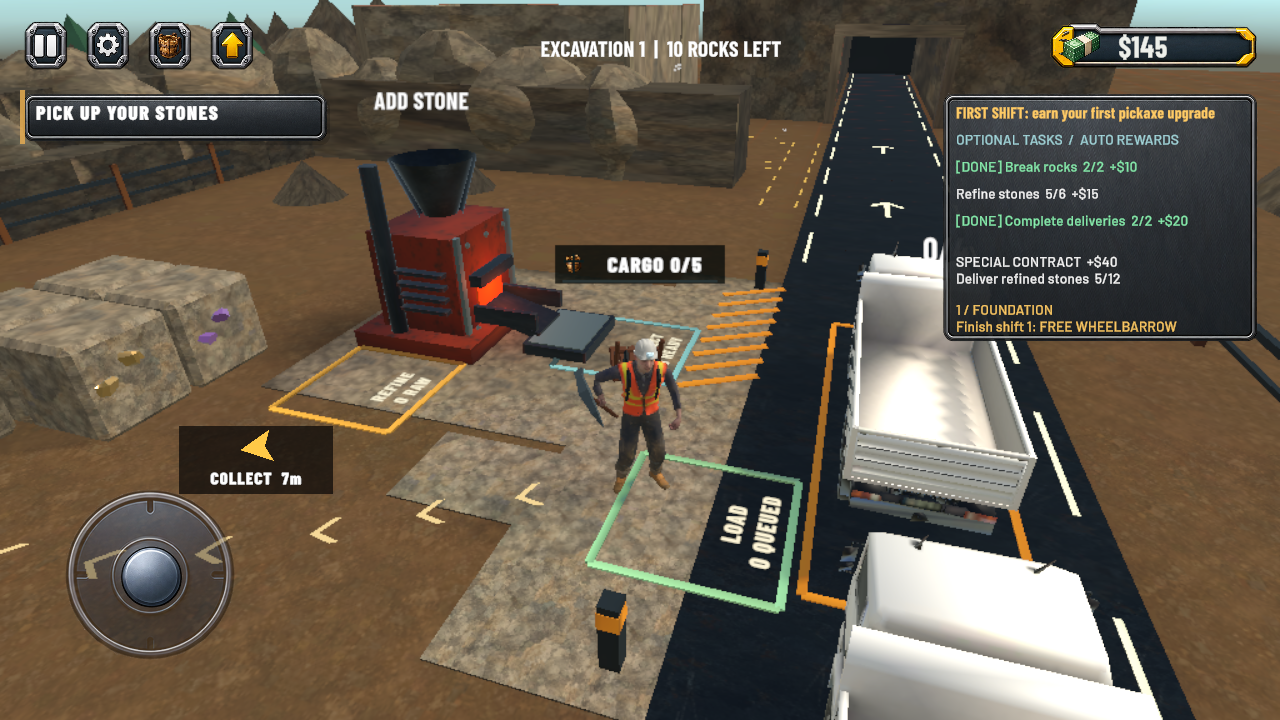 EXCAVATION 1 | 10 ROCKS LEFT
$145
PICK UP YOUR STONES
ADD STONE
FIRST SHIFT: earn your first pickaxe upgrade
OPTIONAL TASKS / AUTO REWARDS
[DONE] Break rocks 2/2 +$10
Refine stones 5/6 +$15
[DONE] Complete deliveries 2/2 +$20
SPECIAL CONTRACT +$40
Deliver refined stones 5/12
1 / FOUNDATION
Finish shift 1: FREE WHEELBARROW
CARGO 0/5
0/
REFINE
0 RAW
COLLECT 7m
LOAD
0 QUEUED